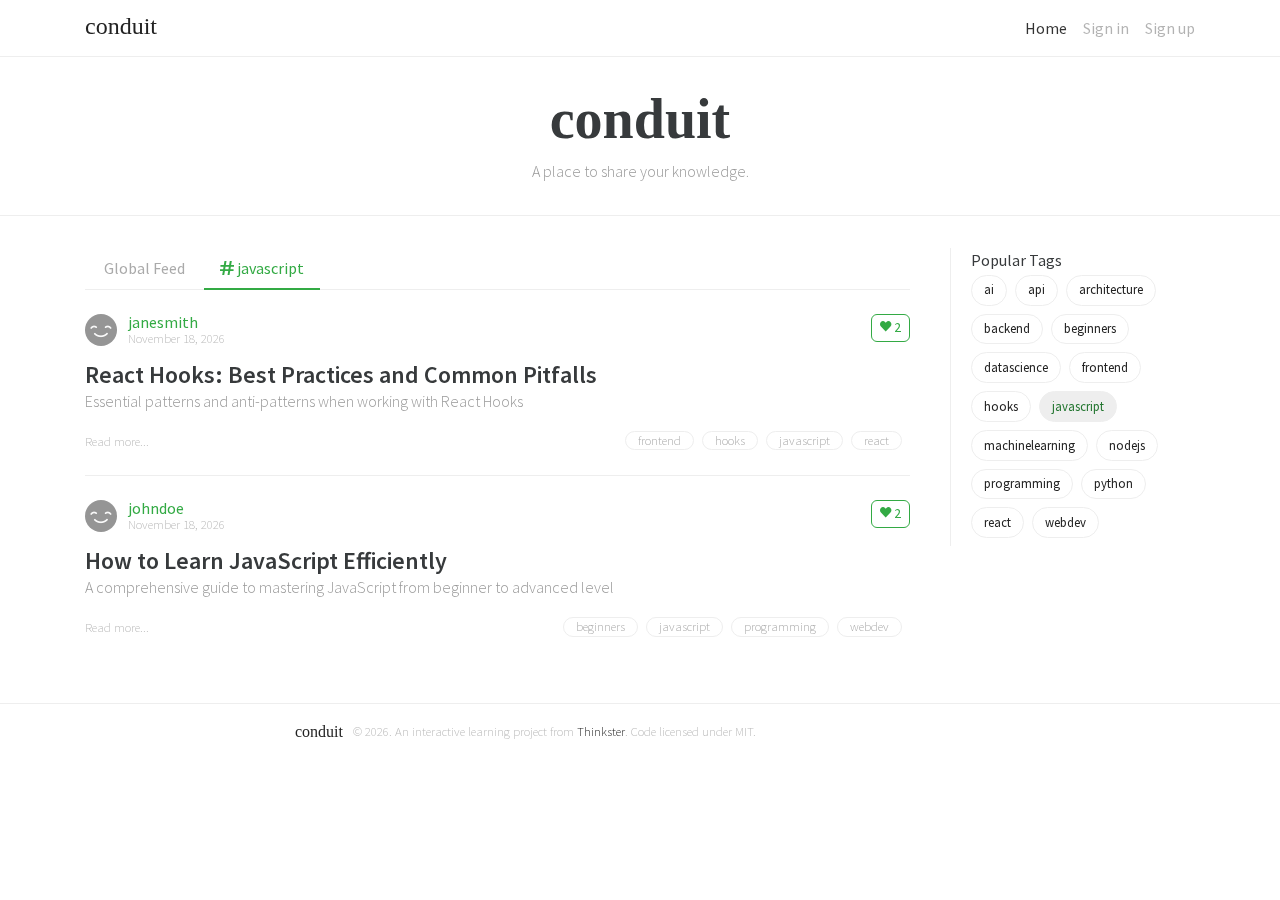 conduit
Home Sign in Sign up
conduit
A place to share your knowledge.
Global Feed
# javascript
janesmith
November 18, 2026
2
React Hooks: Best Practices and Common Pitfalls
Essential patterns and anti-patterns when working with React Hooks
Read more...
frontend hooks javascript react
johndoe
November 18, 2026
2
How to Learn JavaScript Efficiently
A comprehensive guide to mastering JavaScript from beginner to advanced level
Read more...
beginners javascript programming webdev
Popular Tags
ai api architecture
backend beginners
datascience frontend
hooks javascript
machinelearning nodejs
programming python
react webdev
conduit © 2026. An interactive learning project from Thinkster. Code licensed under MIT.